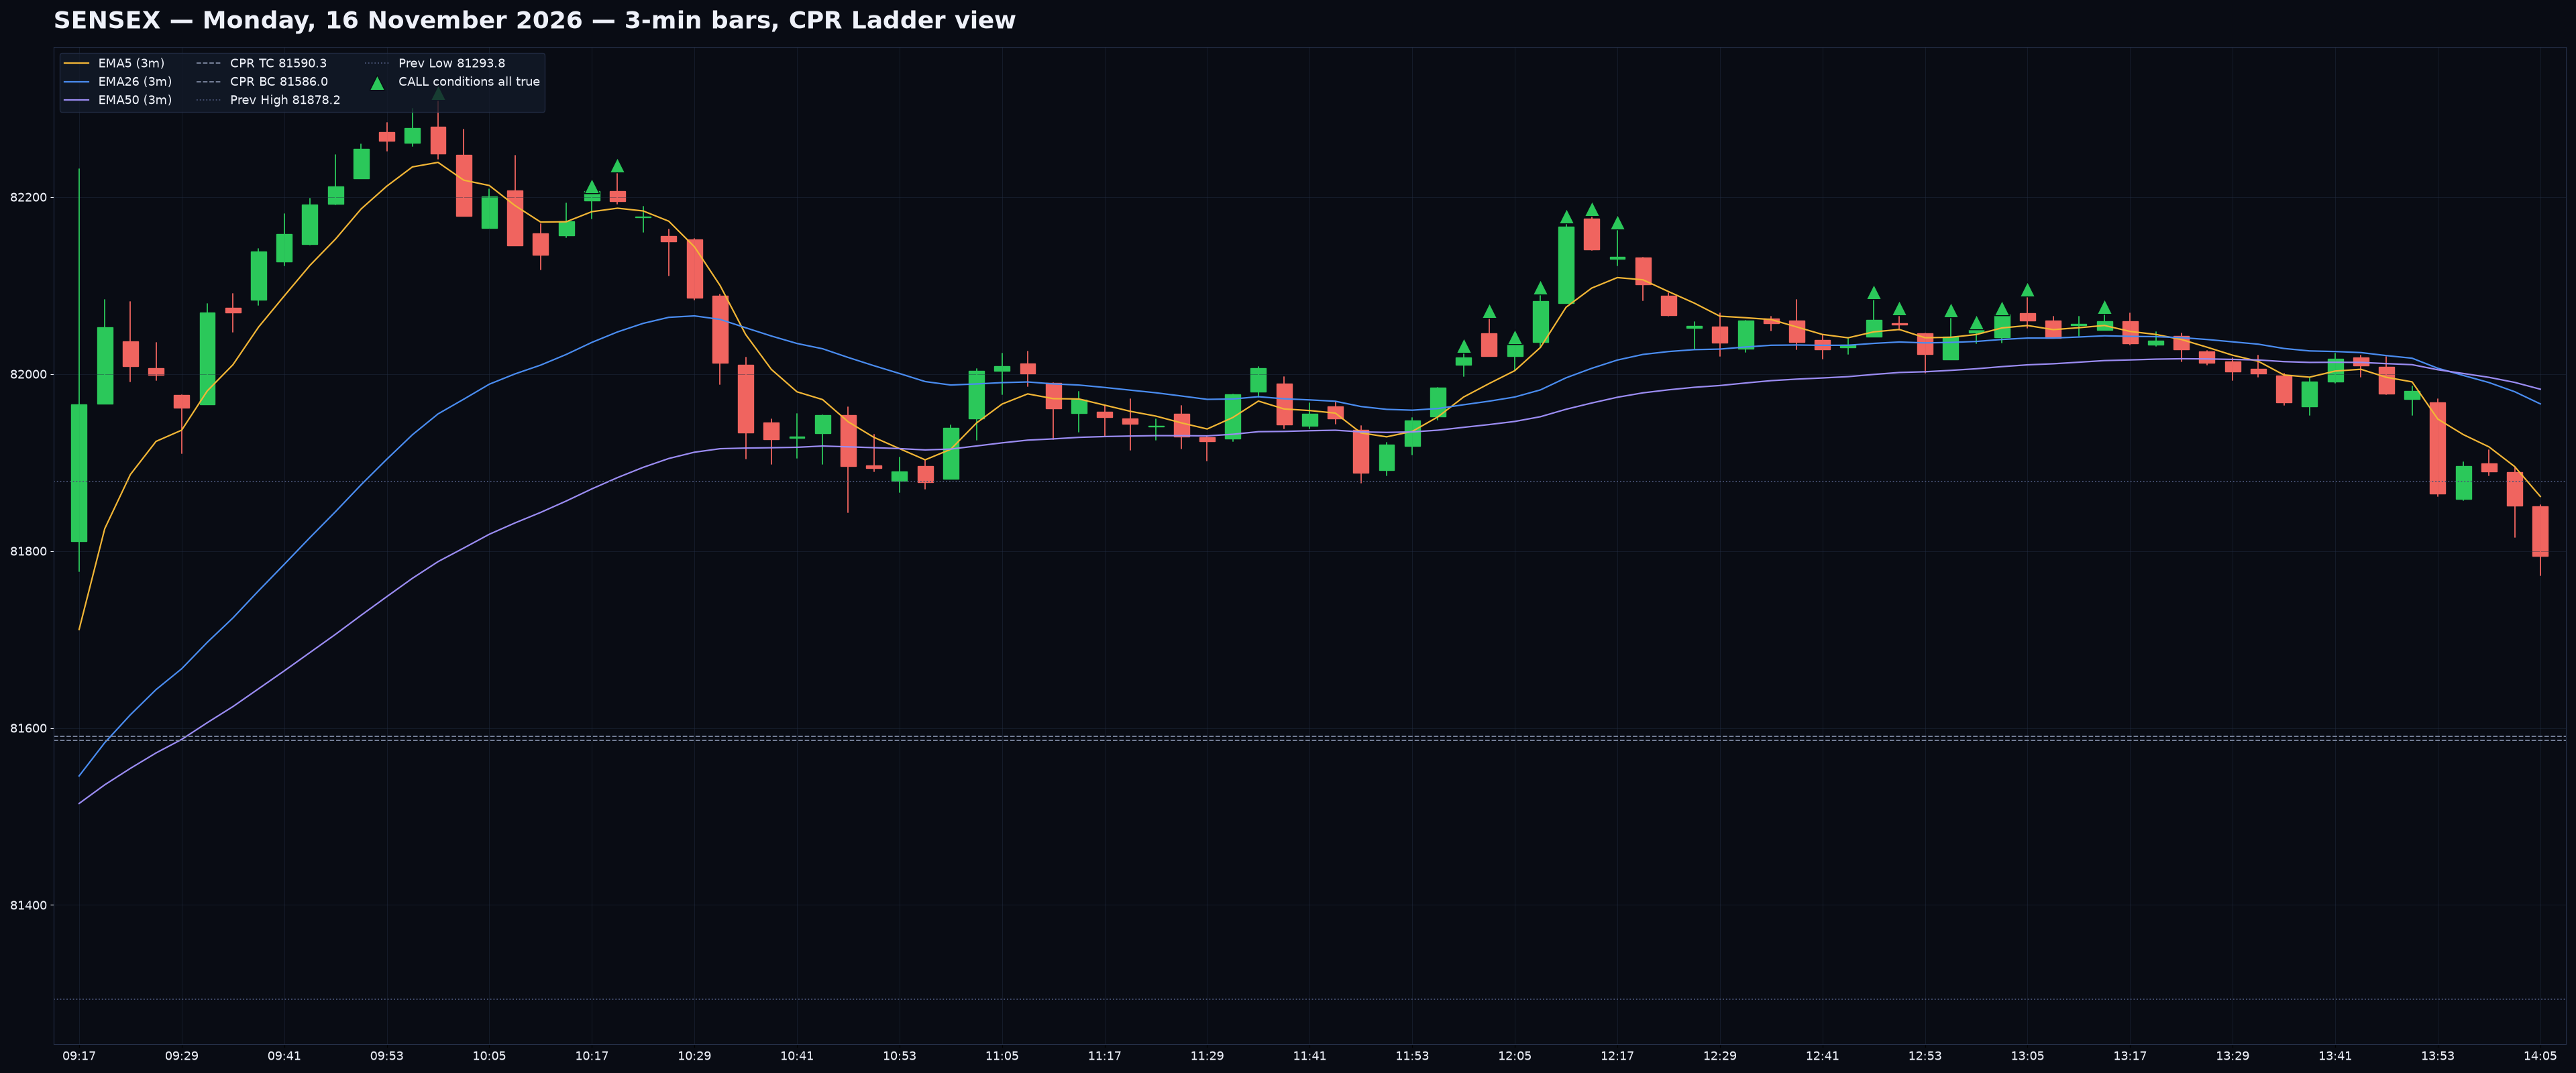 SENSEX — Monday, 16 November 2026 — 3-min bars, CPR Ladder view
EMA5 (3m)
EMA26 (3m)
EMA50 (3m)
CPR TC 81590.3
CPR BC 81586.0
Prev High 81878.2
Prev Low 81293.8
CALL conditions all true
82200
82000
81800
81600
81400
09:17 09:29 09:41 09:53 10:05 10:17 10:29 10:41 10:53 11:05 11:17 11:29 11:41 11:53 12:05 12:17 12:29 12:41 12:53 13:05 13:17 13:29 13:41 13:53 14:05